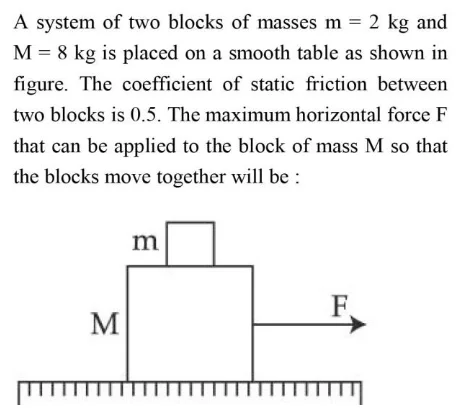 A system of two blocks of masses m = 2 kg and
M = 8 kg is placed on a smooth table as shown in
figure. The coefficient of static friction between
two blocks is 0.5. The maximum horizontal force F
that can be applied to the block of mass M so that
the blocks move together will be :
m
F
M